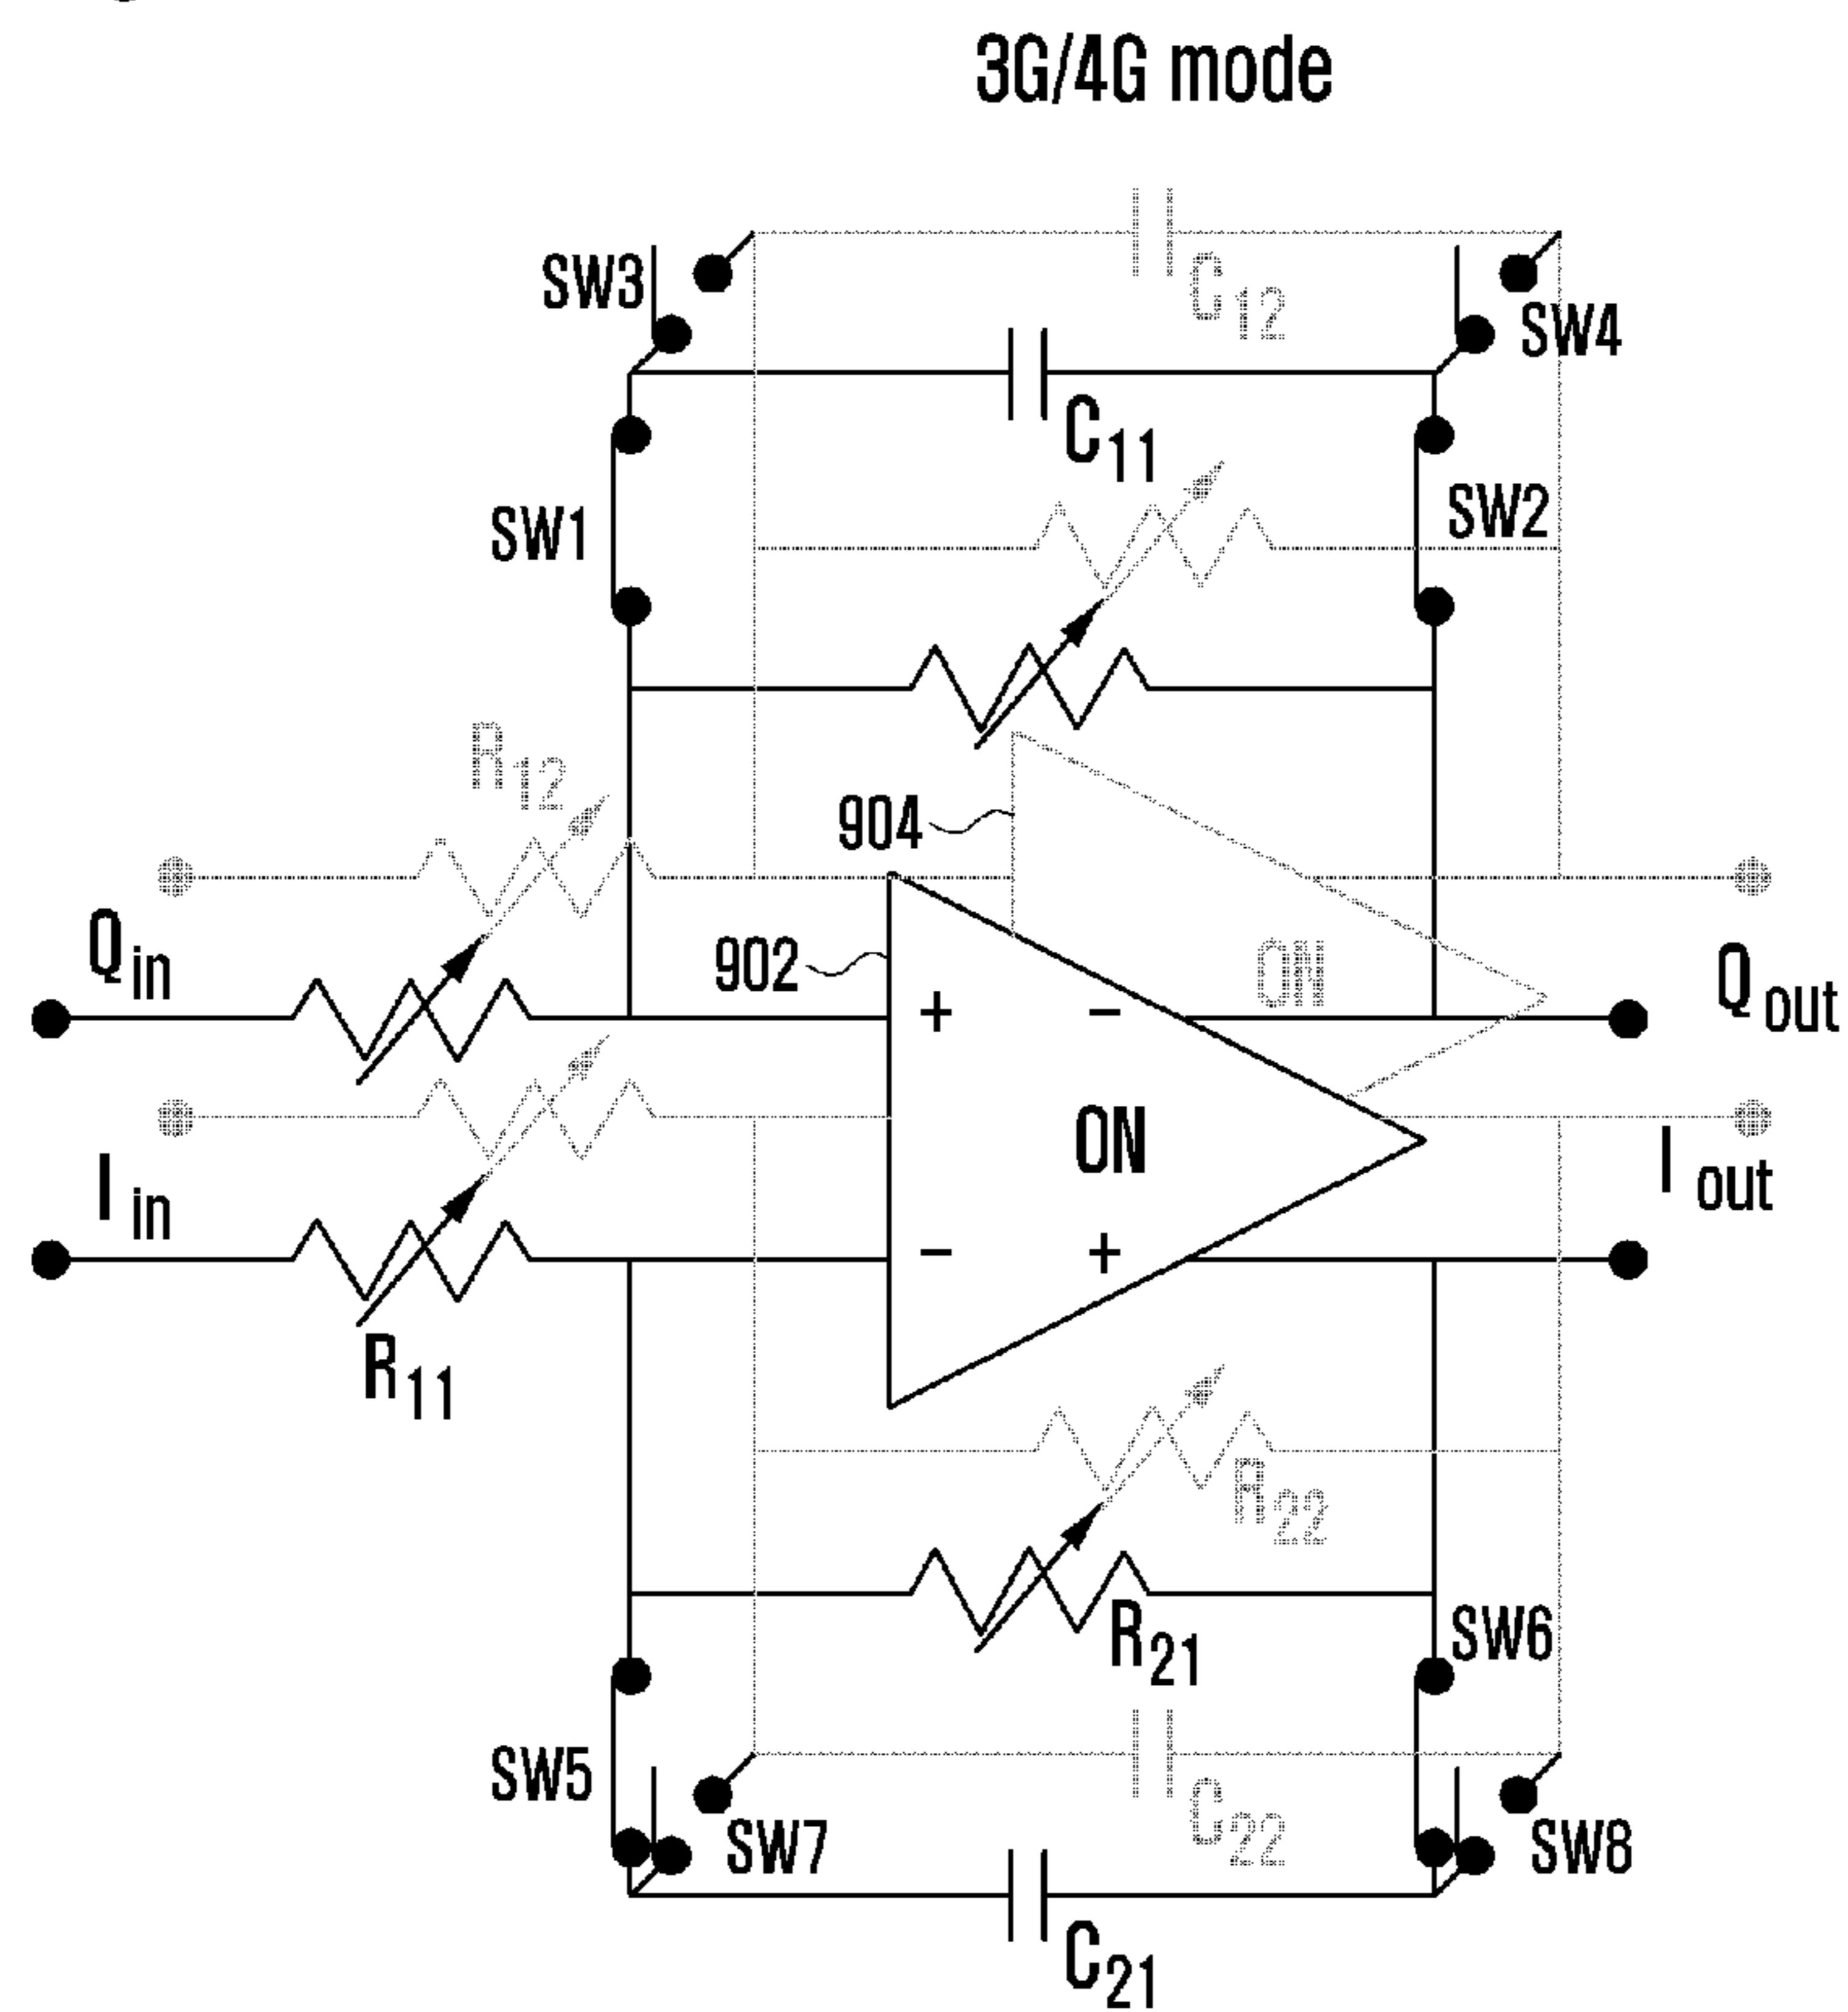 3G/4G mode
SW3
C12
SW4
C11
SW1
SW2
R12
904
Qin
902
ON
Qout
+
−
Iin
ON
Iout
−
+
R11
R22
R21
SW6
SW5
SW7
C22
SW8
C21